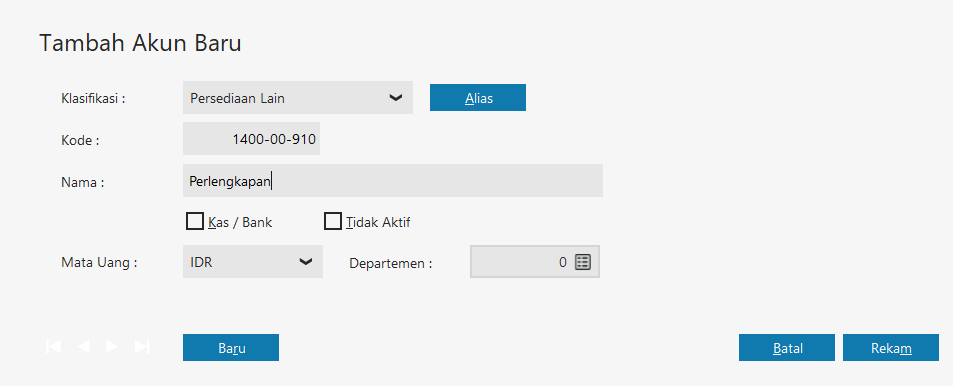 Tambah Akun Baru
Klasifikasi : Persediaan Lain Alias
Kode : 1400-00-910
Nama : Perlengkapan
Kas / Bank Tidak Aktif
Mata Uang : IDR Departemen : 0
Baru Batal Rekam